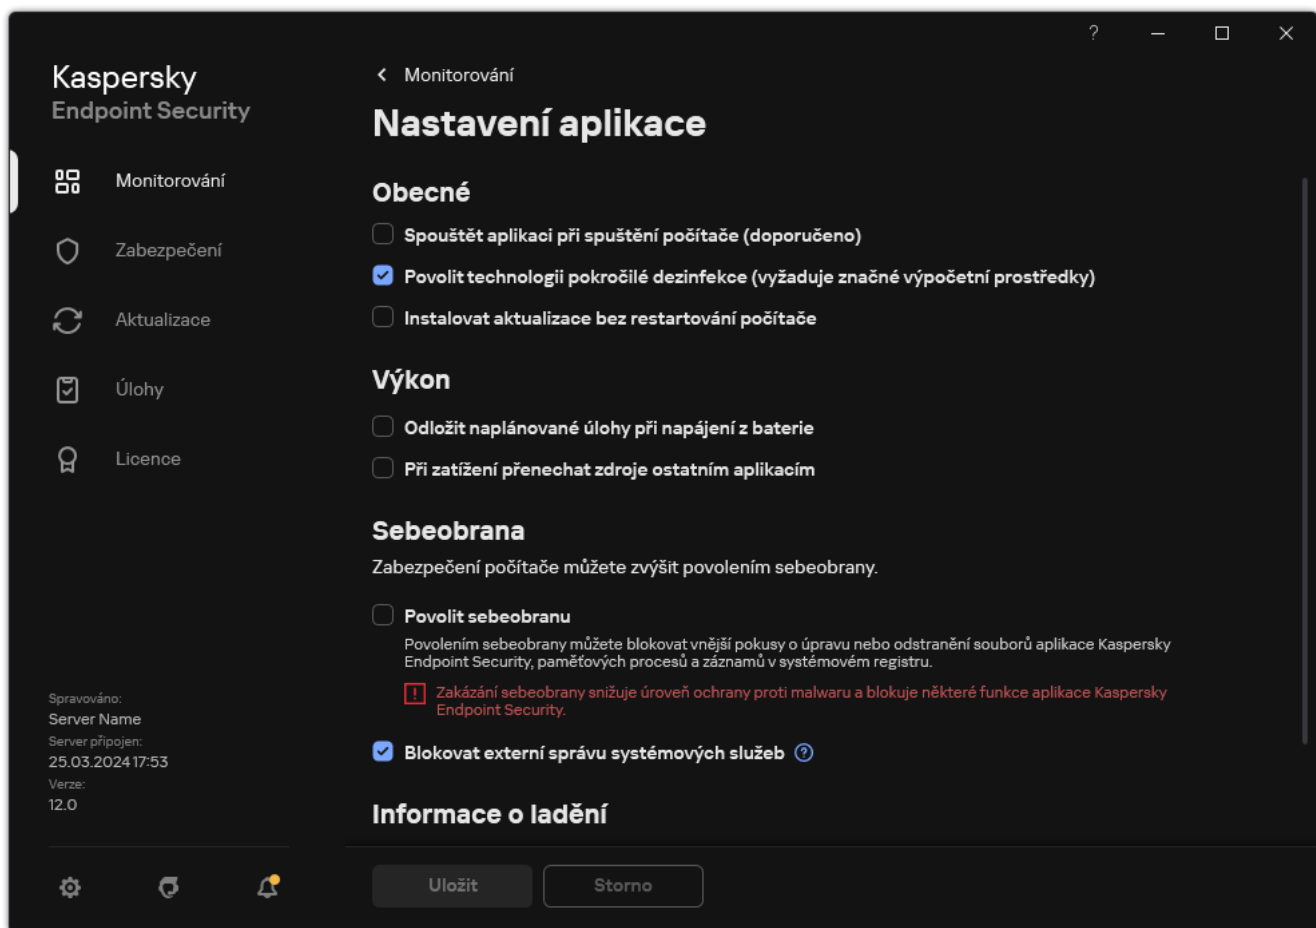 ?
Kaspersky
Endpoint Security
Monitorování
Zabezpečení
Aktualizace
Úlohy
Licence
Spravováno:
Server Name
Server připojen:
25.03.2024 17:53
Verze:
12.0
Monitorování
Nastavení aplikace
Obecné
Spouštět aplikaci při spuštění počítače (doporučeno)
Povolit technologii pokročilé dezinfekce (vyžaduje značné výpočetní prostředky)
Instalovat aktualizace bez restartování počítače
Výkon
Odložit naplánované úlohy při napájení z baterie
Při zatížení přenechat zdroje ostatním aplikacím
Sebeobrana
Zabezpečení počítače můžete zvýšit povolením sebeobrany.
Povolit sebeobranu
Povolením sebeobrany můžete blokovat vnější pokusy o úpravu nebo odstranění souborů aplikace Kaspersky
Endpoint Security, paměťových procesů a záznamů v systémovém registru.
Zakázání sebeobrany snižuje úroveň ochrany proti malwaru a blokuje některé funkce aplikace Kaspersky
Endpoint Security.
Blokovat externí správu systémových služeb ?
Informace o ladění
Uložit
Storno